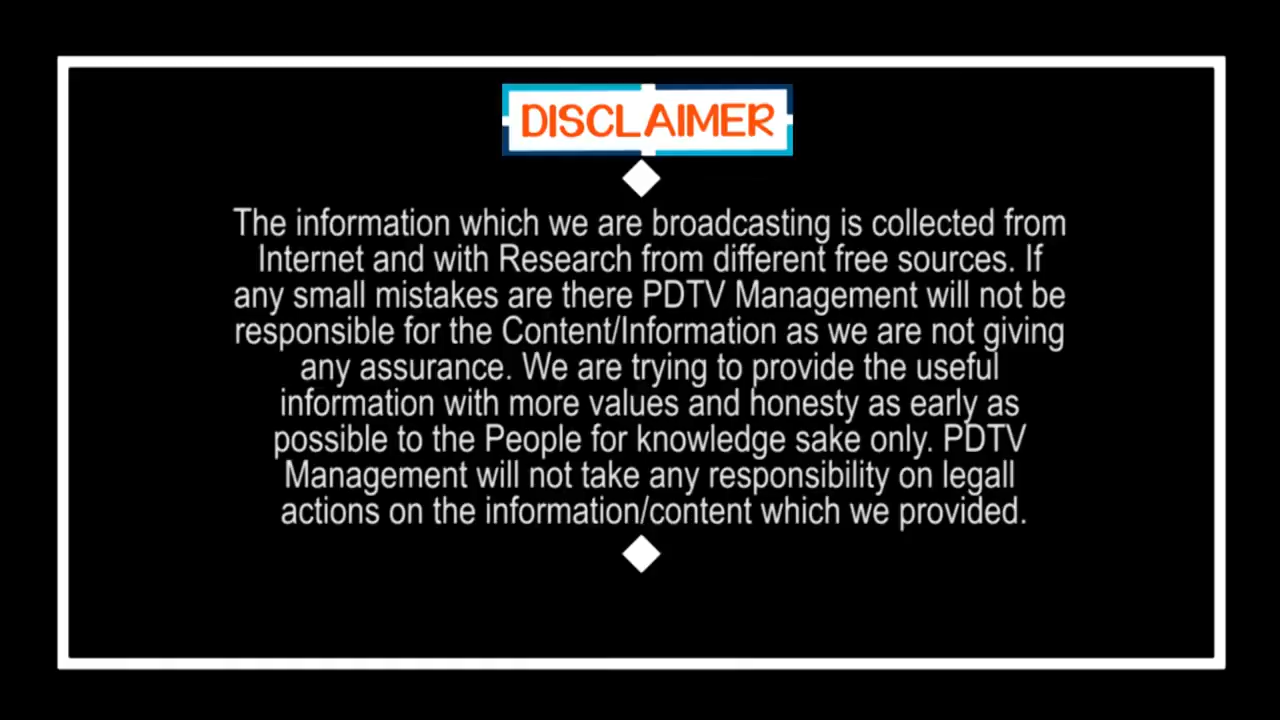 DISCLAIMER
The information which we are broadcasting is collected from
Internet and with Research from different free sources. If
any small mistakes are there PDTV Management will not be
responsible for the Content/Information as we are not giving
any assurance. We are trying to provide the useful
information with more values and honesty as early as
possible to the People for knowledge sake only. PDTV
Management will not take any responsibility on legall
actions on the information/content which we provided.